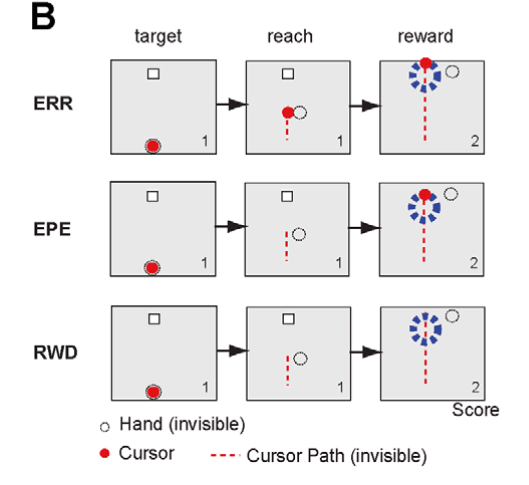 B
target reach reward
ERR
1 1 2
EPE
1 1 2
RWD
1 1 2
Score
Hand (invisible)
Cursor Cursor Path (invisible)